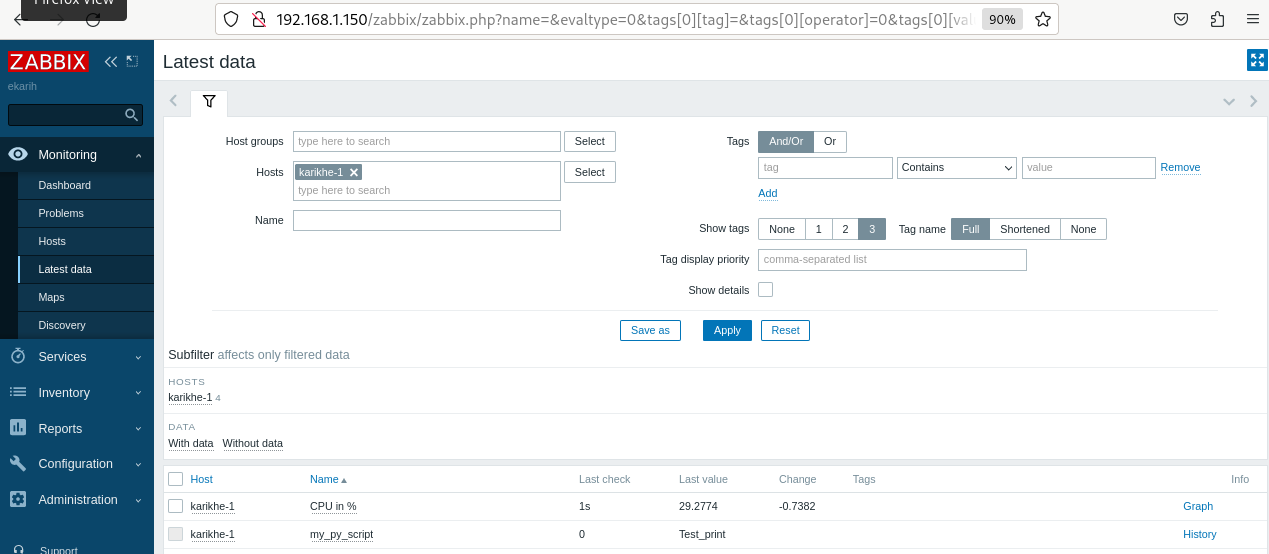 Firefox View
192.168.1.150/zabbix/zabbix.php?name=&evaltype=0&tags[0][tag]=&tags[0][operator]=0&tags[0][val 90%
ZABBIX
ekarih
Monitoring
Dashboard
Problems
Hosts
Latest data
Maps
Discovery
Services
Inventory
Reports
Configuration
Administration
Support
Latest data
Host groups type here to search Select
Hosts karikhe-1 Select
type here to search
Name
Tags And/Or Or
tag Contains value Remove
Add
Show tags None 1 2 3 Tag name Full Shortened None
Tag display priority comma-separated list
Show details
Save as Apply Reset
Subfilter affects only filtered data
HOSTS
karikhe-1 4
DATA
With data Without data
Host Name Last check Last value Change Tags Info
karikhe-1 CPU in % 1s 29.2774 -0.7382 Graph
karikhe-1 my_py_script 0 Test_print History